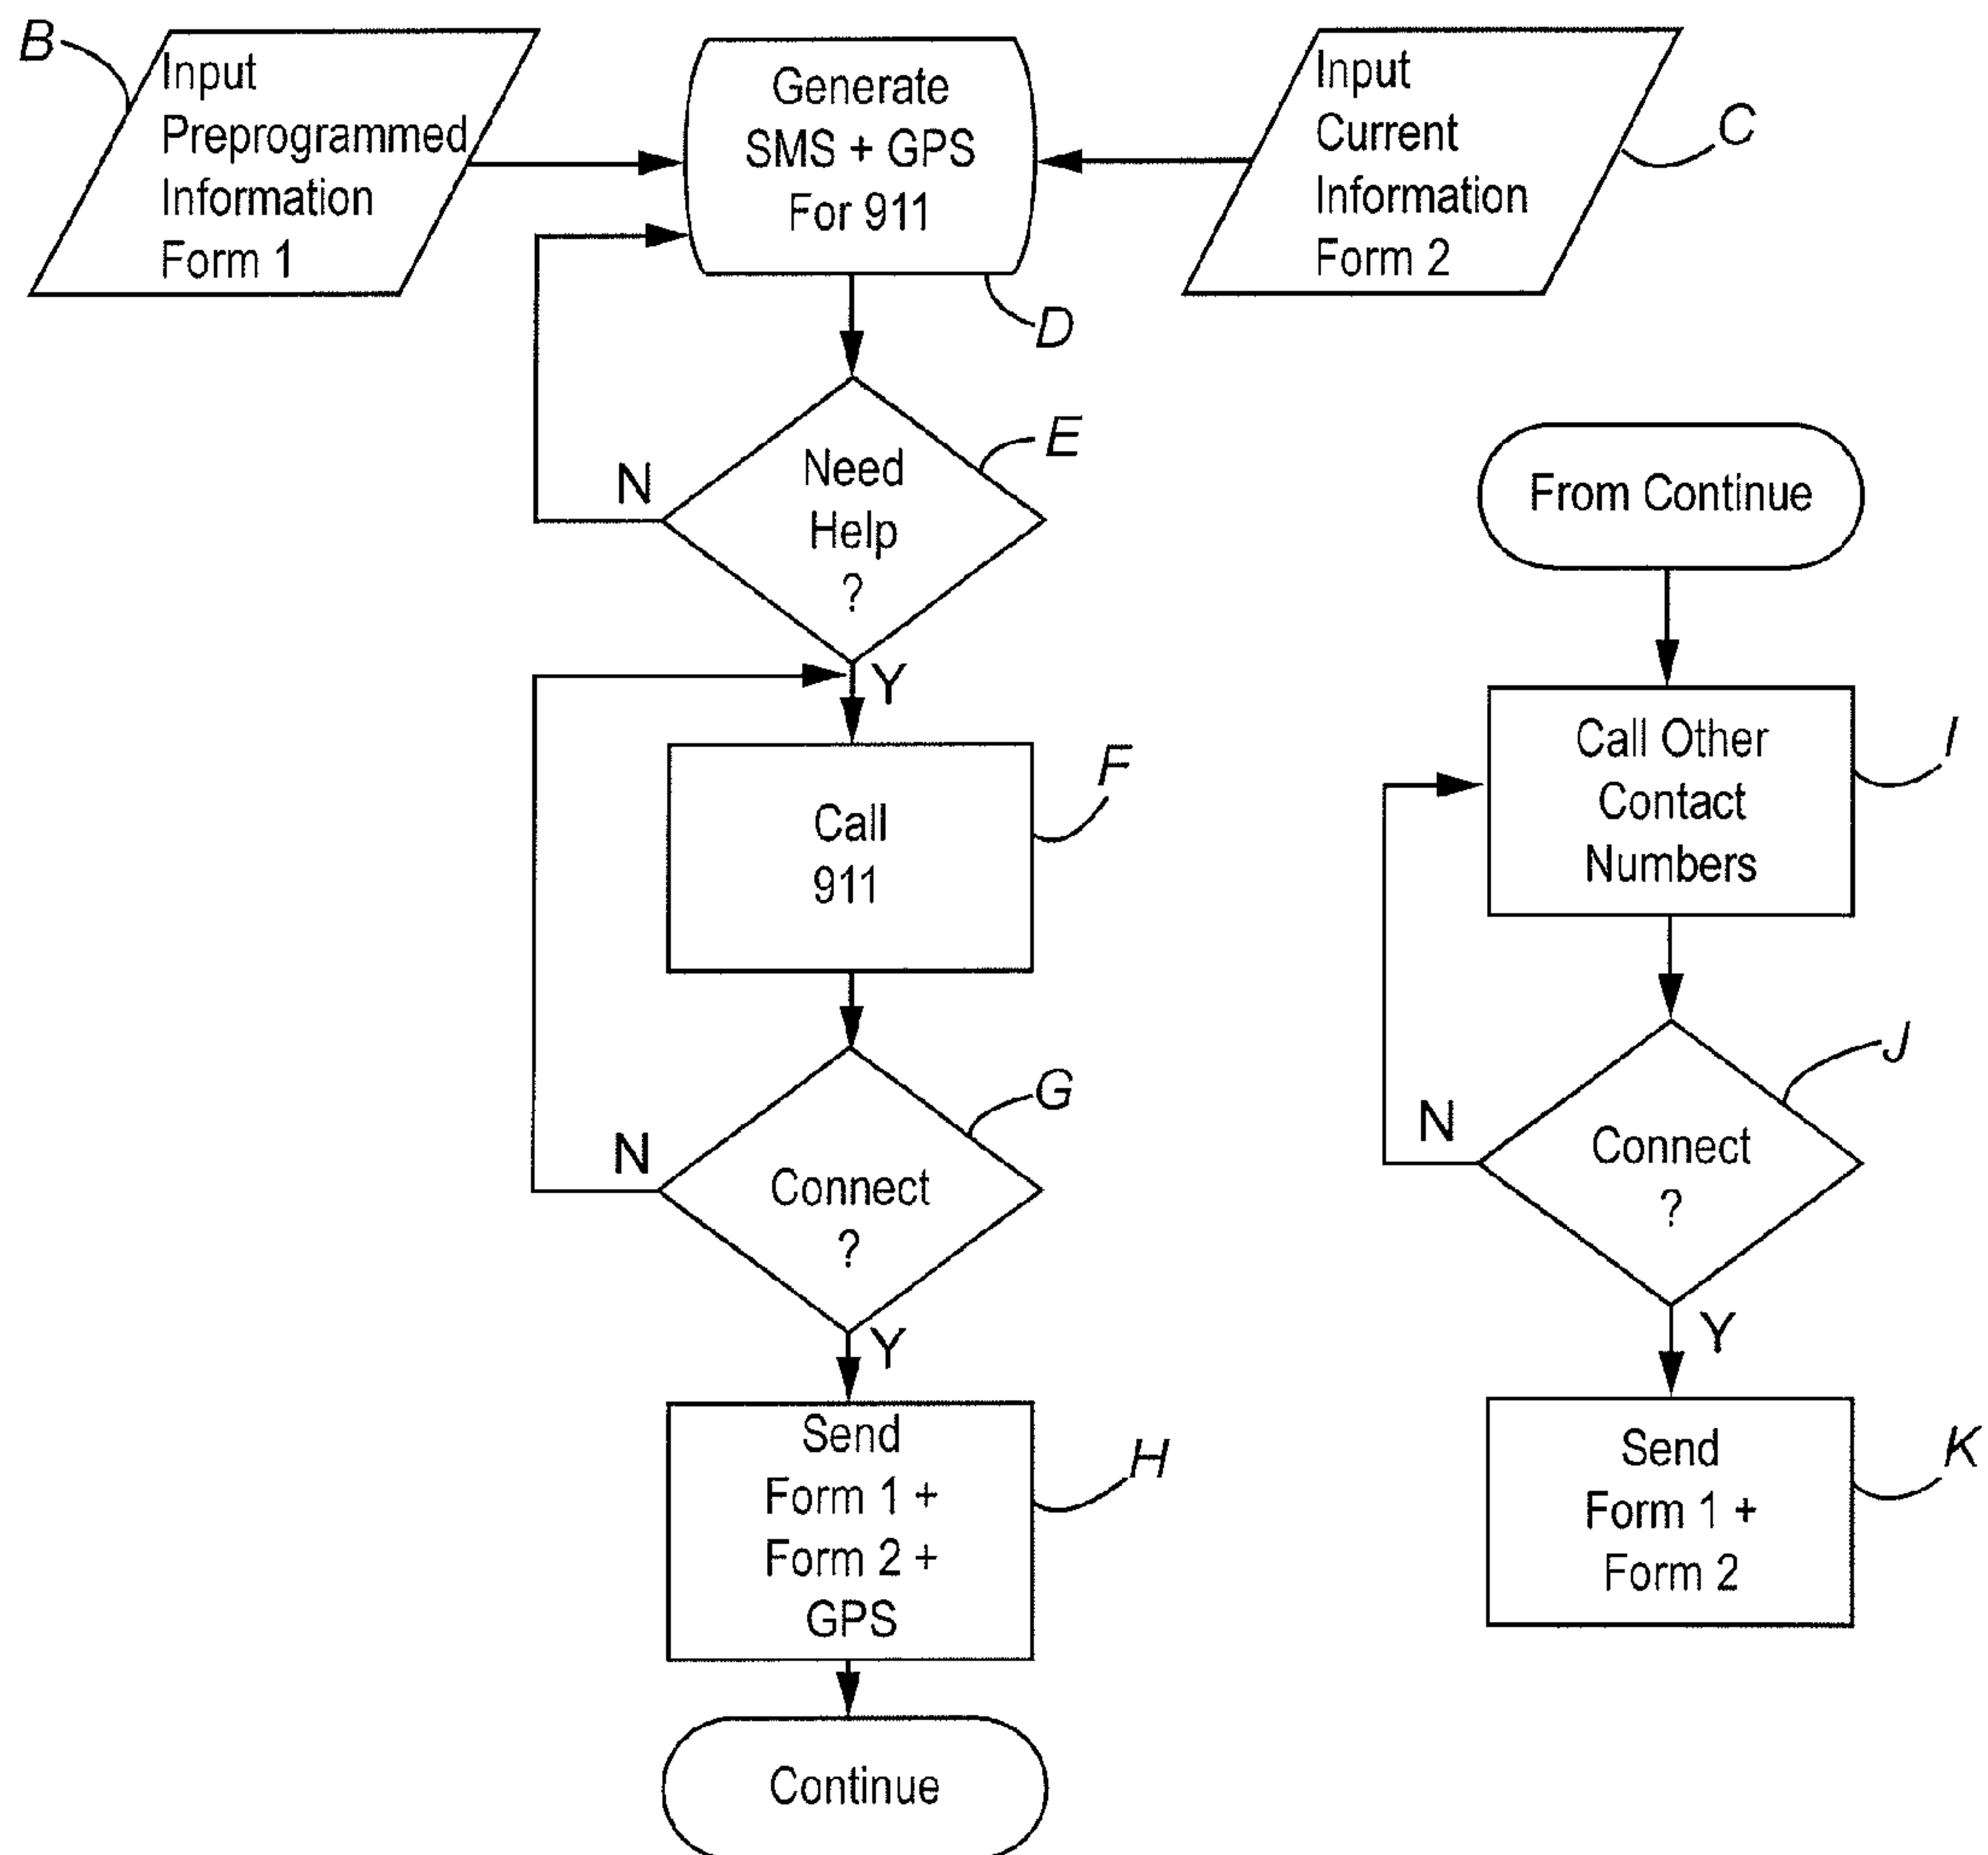 B
Input
Preprogrammed
Information
Form 1
Generate
SMS + GPS
For 911
D
Input
Current
Information
Form 2
C
Need
Help
?
E
N
Y
Call
911
F
Connect
?
G
N
Y
Send
Form 1 +
Form 2 +
GPS
H
Continue
From Continue
Call Other
Contact
Numbers
I
Connect
?
J
N
Y
Send
Form 1 +
Form 2
K